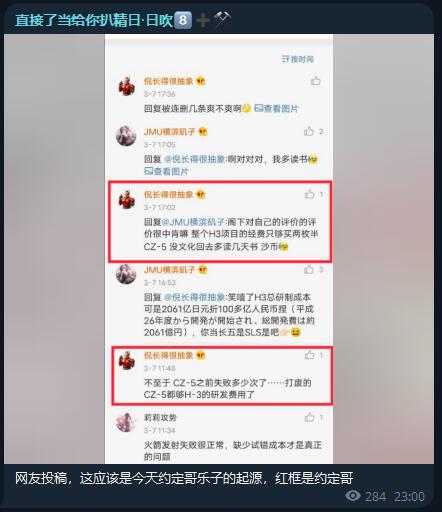 直接了当给你扒精日·日吹8️⃣➕⚒️
按时间
倪长得很抽象
3-7 17:36
回复被连删几条爽不爽啊 查看图片
JMU横滨矶子
2
3-7 17:05
回复 @倪长得很抽象:啊对对对，我多读书
查看图片
倪长得很抽象
1
3-7 17:02
回复@JMU横滨矶子:阁下对自己的评价的评
价很中肯嘛 整个H3项目的经费只够买两枚半
CZ-5 没文化回去多读几天书 沙币
JMU横滨矶子
3
3-7 16:53
回复 @倪长得很抽象:笑嘻了H3总研制成本
可是2061亿日元折100多亿人民币捏（平成
26年度から開発が開始され、総開発費は約
2061億円），你当长五是SLS是吧
倪长得很抽象
1
3-7 11:48
不至于 CZ-5之前失败多少次了……打废的
CZ-5都够H-3的研发费用了
莉莉攻势
3-7 11:34
火箭发射失败很正常，缺少试错成本才是真正
的问题
网友投稿，这应该是今天约定哥乐子的起源，红框是约定哥
284 23:00